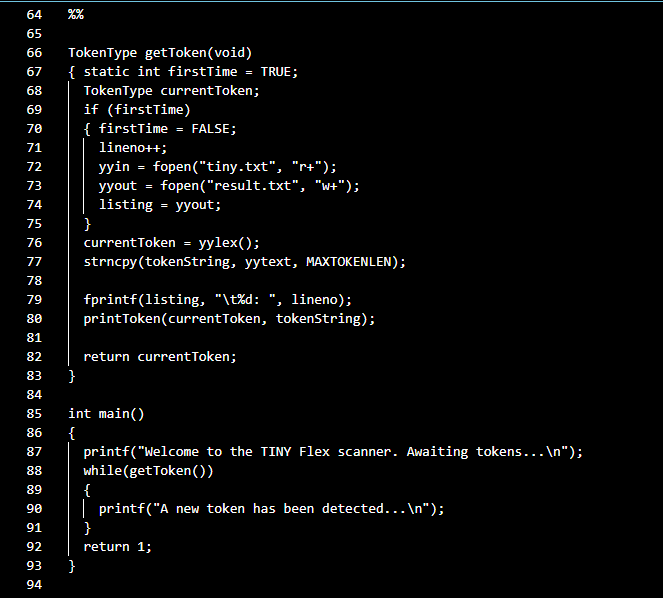 64 %%
65
66 TokenType getToken(void)
67 { static int firstTime = TRUE;
68 TokenType currentToken;
69 if (firstTime)
70 { firstTime = FALSE;
71 lineno++;
72 yyin = fopen("tiny.txt", "r+");
73 yyout = fopen("result.txt", "w+");
74 listing = yyout;
75 }
76 currentToken = yylex();
77 strncpy(tokenString, yytext, MAXTOKENLEN);
78
79 fprintf(listing, "\t%d: ", lineno);
80 printToken(currentToken, tokenString);
81
82 return currentToken;
83 }
84
85 int main()
86 {
87 printf("Welcome to the TINY Flex scanner. Awaiting tokens...\n");
88 while(getToken())
89 {
90 printf("A new token has been detected...\n");
91 }
92 return 1;
93 }
94